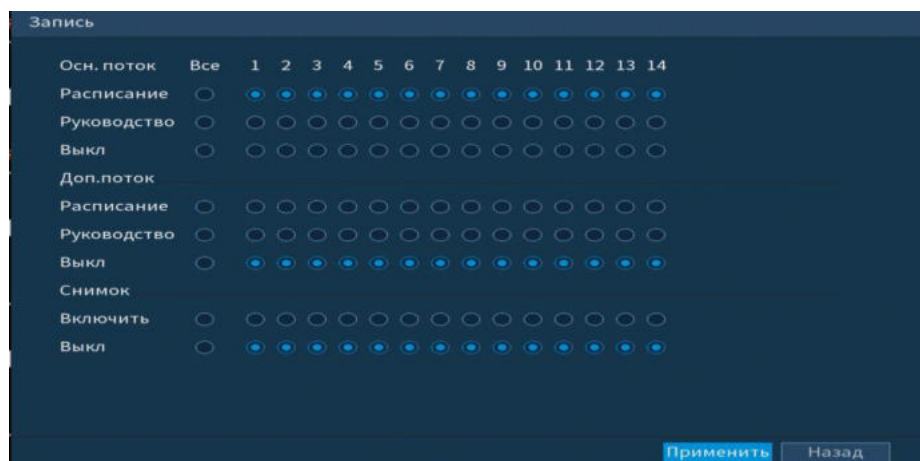 Запись
Осн. поток Все 1 2 3 4 5 6 7 8 9 10 11 12 13 14
Расписание
Руководство
Выкл
Доп.поток
Расписание
Руководство
Выкл
Снимок
Включить
Выкл
Применить Назад